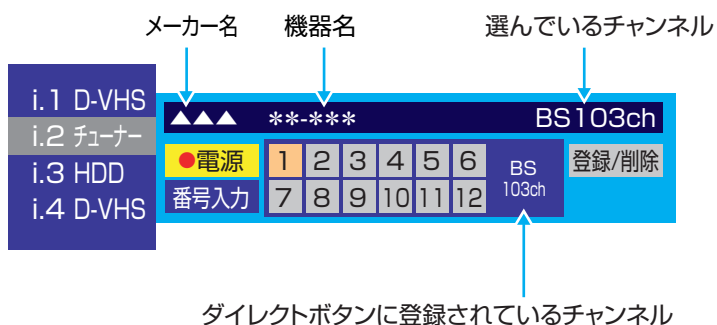 メーカー名 機器名 選んでいるチャンネル
i.1 D-VHS
i.2 チューナー
i.3 HDD
i.4 D-VHS
▲▲▲ **-*** BS103ch
●電源 1 2 3 4 5 6 BS 103ch 登録/削除
番号入力 7 8 9 10 11 12
ダイレクトボタンに登録されているチャンネル